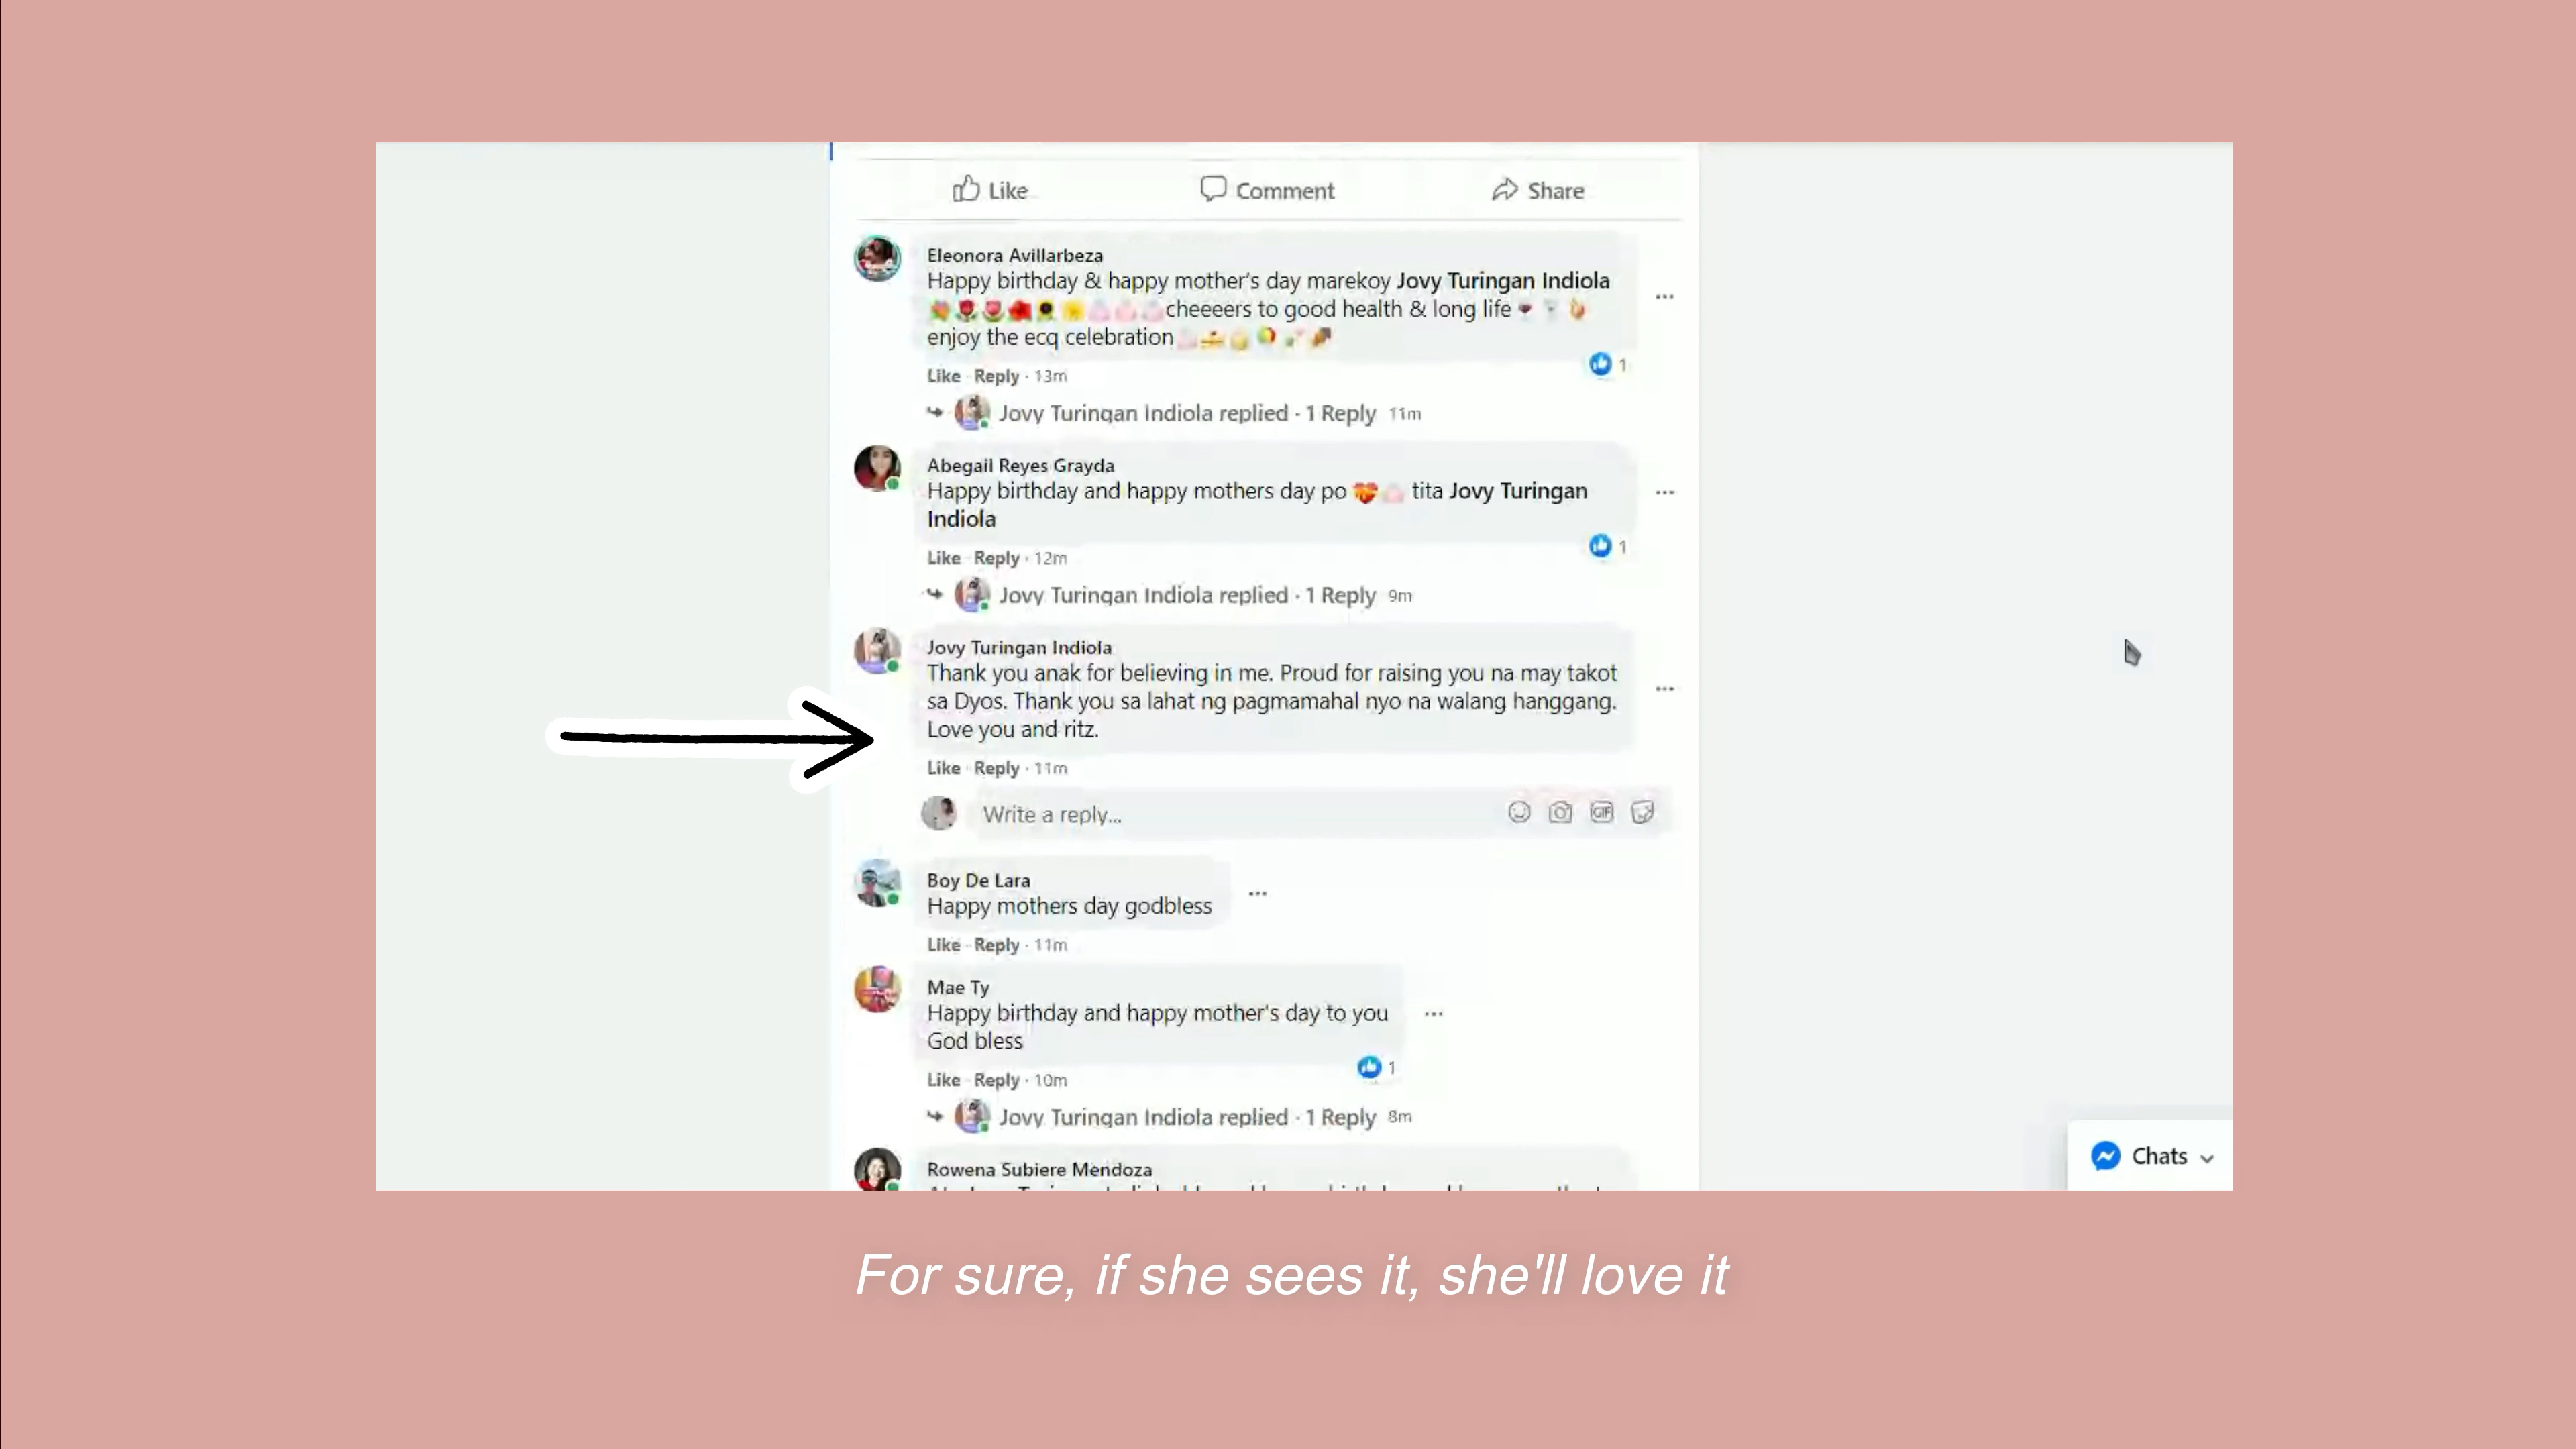 Like
Comment
Share
Eleonora Avillarbeza
Happy birthday & happy mother's day marekoy Jovy Turingan Indiola
cheeeers to good health & long life
enjoy the ecq celebration
1
Like · Reply · 13m
Jovy Turingan Indiola replied · 1 Reply 11m
Abegail Reyes Grayda
Happy birthday and happy mothers day po tita Jovy Turingan
Indiola
1
Like · Reply · 12m
Jovy Turingan Indiola replied · 1 Reply 9m
Jovy Turingan Indiola
Thank you anak for believing in me. Proud for raising you na may takot
sa Dyos. Thank you sa lahat ng pagmamahal nyo na walang hanggang.
Love you and ritz.
Like · Reply · 11m
Write a reply...
GIF
Boy De Lara
Happy mothers day godbless
Like · Reply · 11m
Mae Ty
Happy birthday and happy mother's day to you
God bless
1
Like · Reply · 10m
Jovy Turingan Indiola replied · 1 Reply 8m
Rowena Subiere Mendoza
Chats
For sure, if she sees it, she'll love it